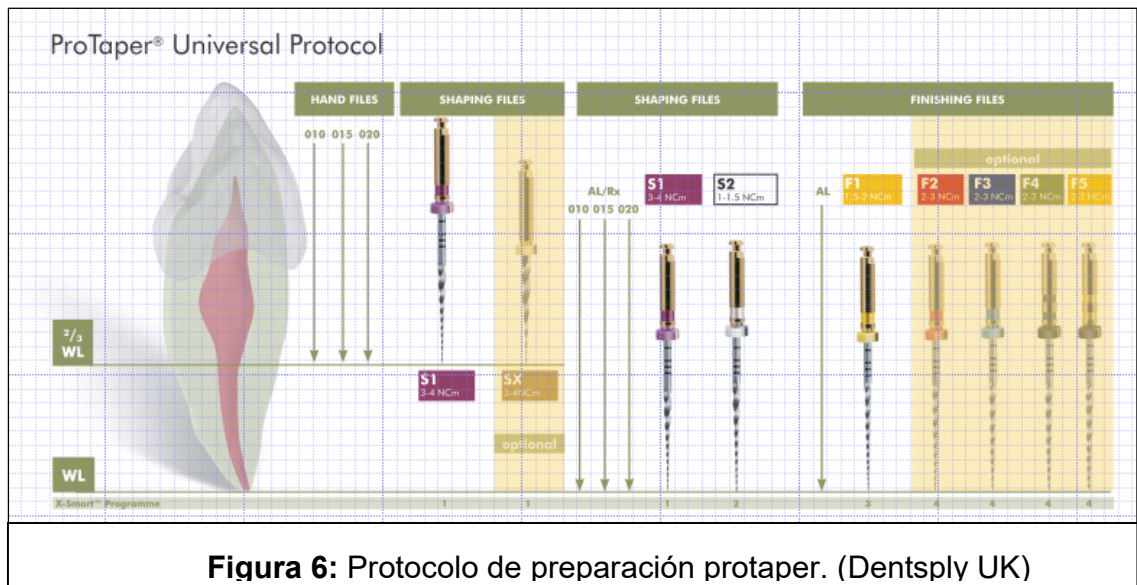 ProTaper® Universal Protocol
HAND FILES
SHAPING FILES
SHAPING FILES
FINISHING FILES
010 015 020
optional
AL/Rx
010 015 020
S1
3-4 NCm
S2
1-1.5 NCm
AL
F1
1.5-2 NCm
F2
2-3 NCm
F3
2-3 NCm
F4
2-3 NCm
F5
2-3 NCm
2/3
WL
S1
3-4 NCm
SX
3-4NCm
optional
WL
X-Smart™ Programme 1 1 1 2 3 4 4 4 4
Figura 6: Protocolo de preparación protaper. (Dentsply UK)